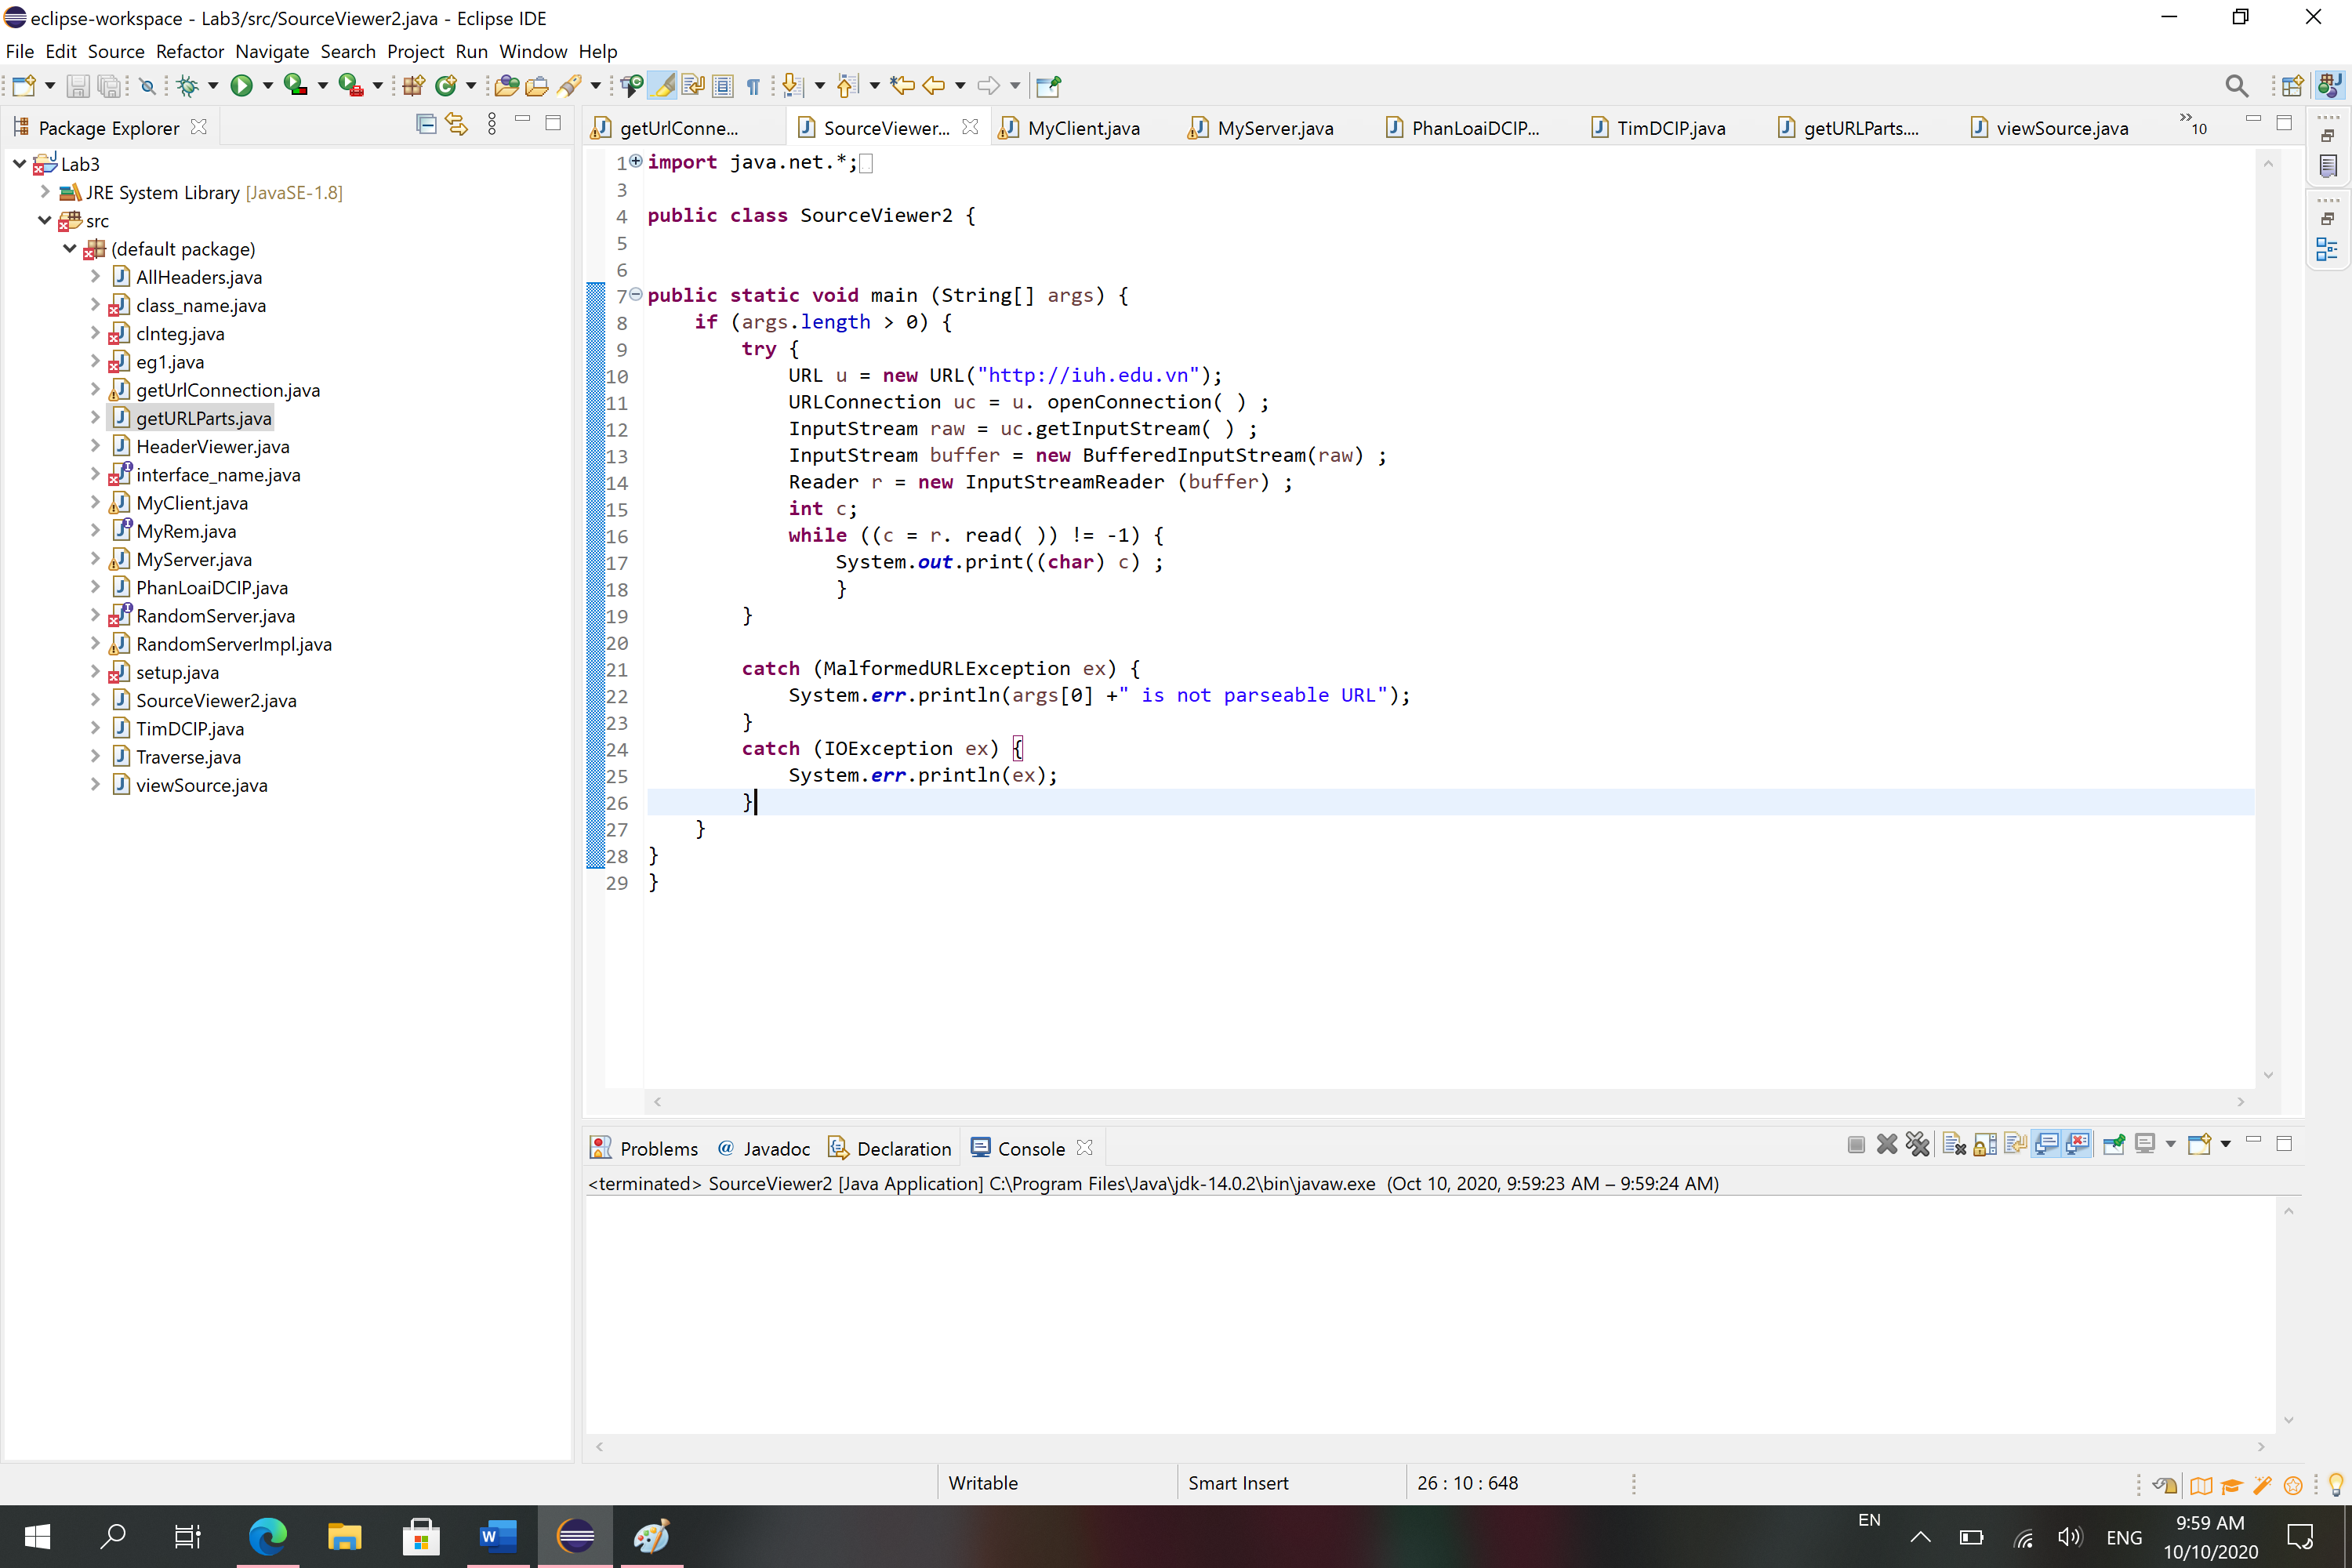 eclipse-workspace - Lab3/src/SourceViewer2.java - Eclipse IDE
File Edit Source Refactor Navigate Search Project Run Window Help
Package Explorer
Lab3
JRE System Library [JavaSE-1.8]
src
(default package)
AllHeaders.java
class_name.java
clnteg.java
eg1.java
getUrlConnection.java
getURLParts.java
HeaderViewer.java
interface_name.java
MyClient.java
MyRem.java
MyServer.java
PhanLoaiDCIP.java
RandomServer.java
RandomServerImpl.java
setup.java
SourceViewer2.java
TimDCIP.java
Traverse.java
viewSource.java
getUrlConne... SourceViewer... MyClient.java MyServer.java PhanLoaiDCIP... TimDCIP.java getURLParts.... viewSource.java »10
1 import java.net.*;
3
4 public class SourceViewer2 {
5
6
7 public static void main (String[] args) {
8 if (args.length > 0) {
9 try {
10 URL u = new URL("http://iuh.edu.vn");
11 URLConnection uc = u. openConnection( ) ;
12 InputStream raw = uc.getInputStream( ) ;
13 InputStream buffer = new BufferedInputStream(raw) ;
14 Reader r = new InputStreamReader (buffer) ;
15 int c;
16 while ((c = r. read( )) != -1) {
17 System.out.print((char) c) ;
18 }
19 }
20
21 catch (MalformedURLException ex) {
22 System.err.println(args[0] +" is not parseable URL");
23 }
24 catch (IOException ex) {
25 System.err.println(ex);
26 }
27 }
28 }
29 }
Problems @ Javadoc Declaration Console
<terminated> SourceViewer2 [Java Application] C:\Program Files\Java\jdk-14.0.2\bin\javaw.exe (Oct 10, 2020, 9:59:23 AM – 9:59:24 AM)
Writable Smart Insert 26 : 10 : 648
EN ENG 9:59 AM
10/10/2020